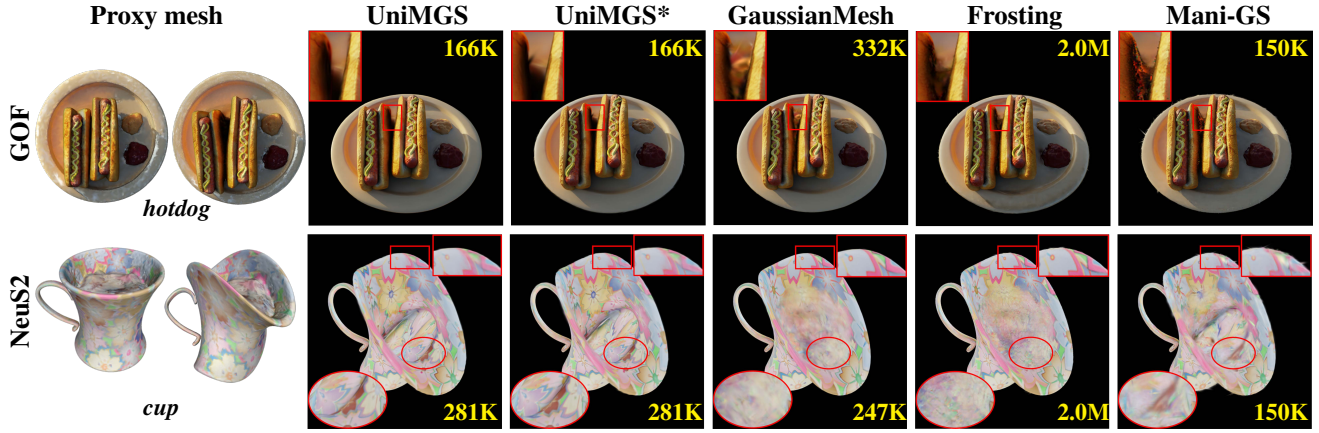 Proxy mesh UniMGS UniMGS* GaussianMesh Frosting Mani-GS
166K 166K 332K 2.0M 150K
GOF
hotdog
NeuS2
cup
281K 281K 247K 2.0M 150K